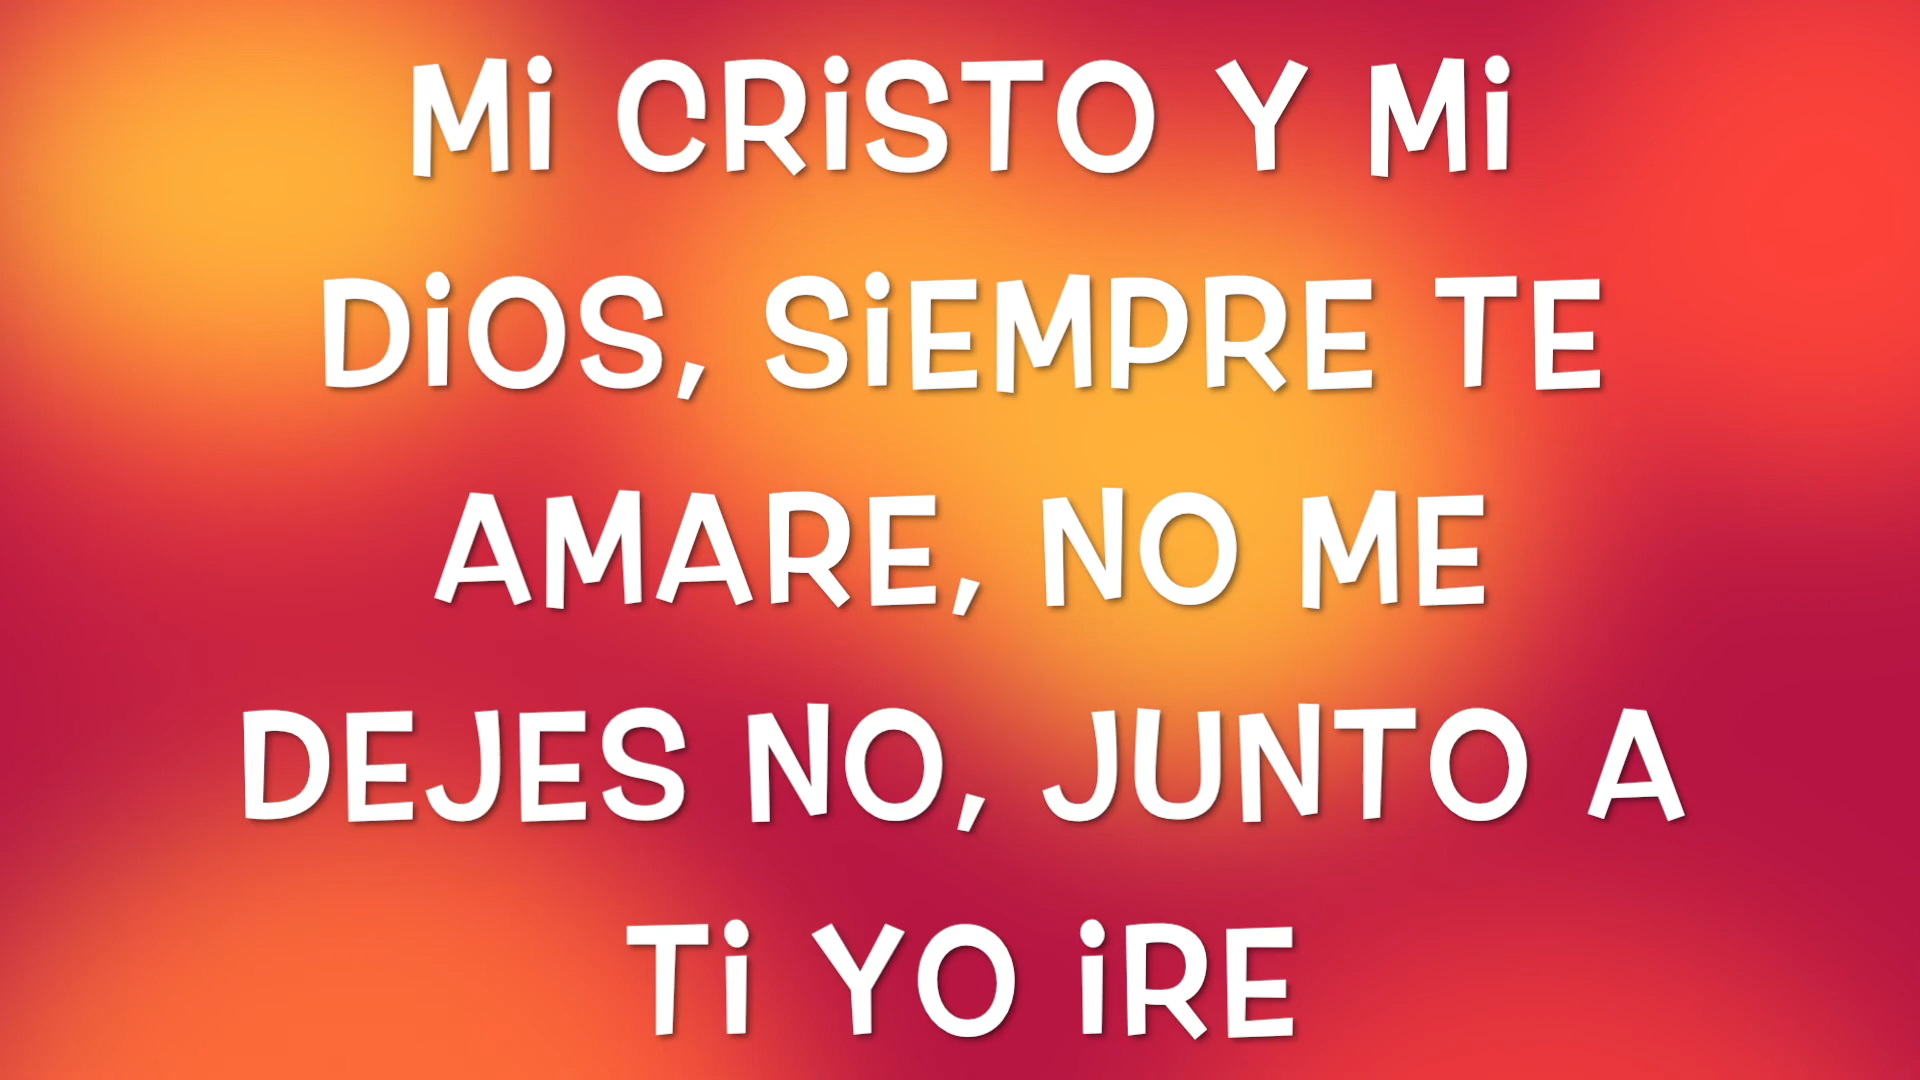 Mi CRiSTO Y Mi
DiOS, SiEMPRE TE
AMARE, NO ME
DEJES NO, JUNTO A
Ti YO iRE